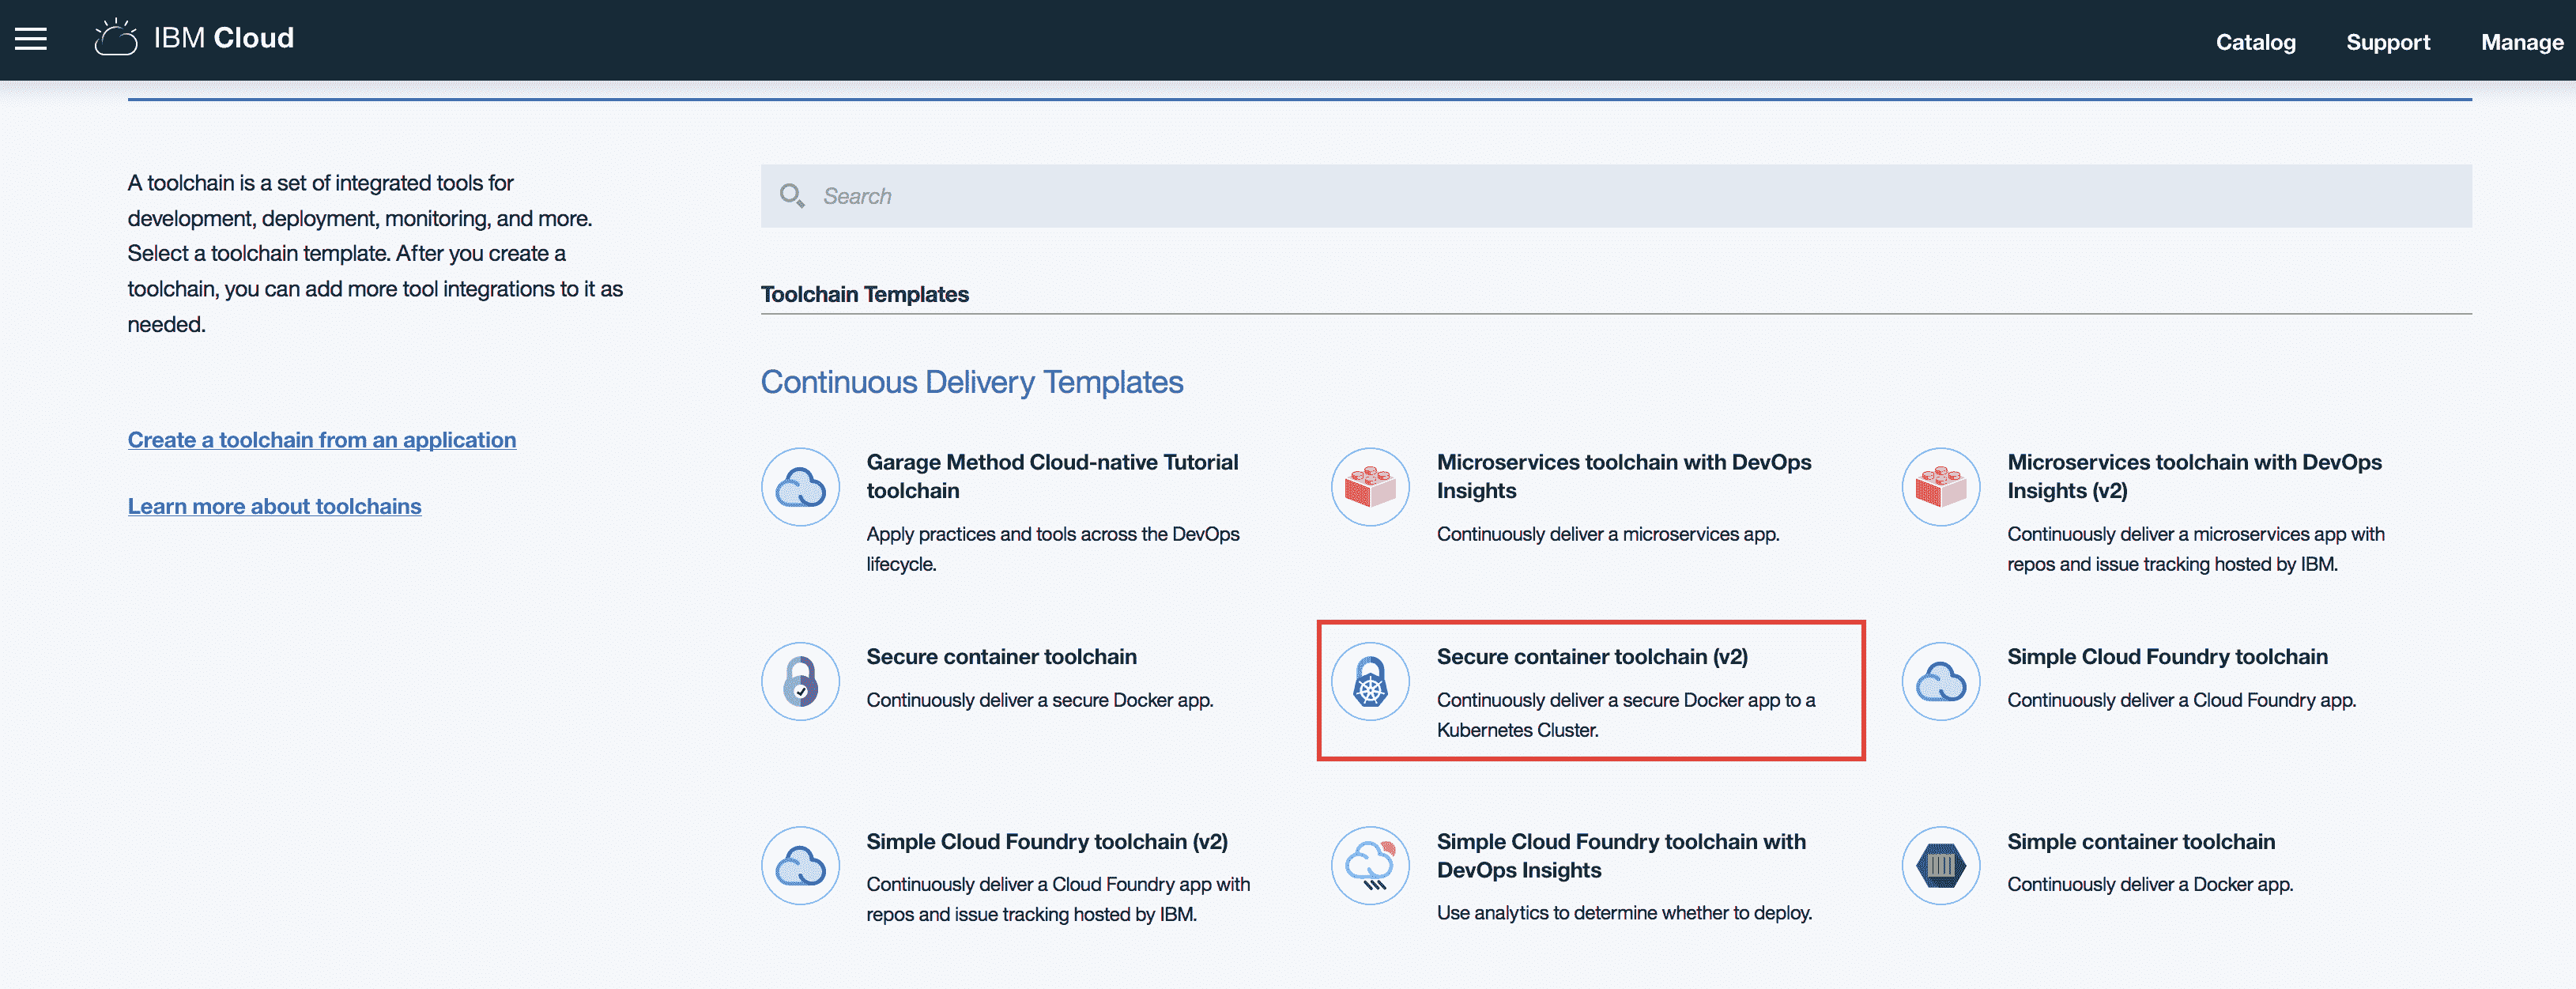 IBM Cloud
Catalog
Support
Manage
A toolchain is a set of integrated tools for
development, deployment, monitoring, and more.
Select a toolchain template. After you create a
toolchain, you can add more tool integrations to it as
needed.
Create a toolchain from an application
Learn more about toolchains
Search
Toolchain Templates
Continuous Delivery Templates
Garage Method Cloud-native Tutorial
toolchain
Apply practices and tools across the DevOps
lifecycle.
Microservices toolchain with DevOps
Insights
Continuously deliver a microservices app.
Microservices toolchain with DevOps
Insights (v2)
Continuously deliver a microservices app with
repos and issue tracking hosted by IBM.
Secure container toolchain
Continuously deliver a secure Docker app.
Secure container toolchain (v2)
Continuously deliver a secure Docker app to a
Kubernetes Cluster.
Simple Cloud Foundry toolchain
Continuously deliver a Cloud Foundry app.
Simple Cloud Foundry toolchain (v2)
Continuously deliver a Cloud Foundry app with
repos and issue tracking hosted by IBM.
Simple Cloud Foundry toolchain with
DevOps Insights
Use analytics to determine whether to deploy.
Simple container toolchain
Continuously deliver a Docker app.